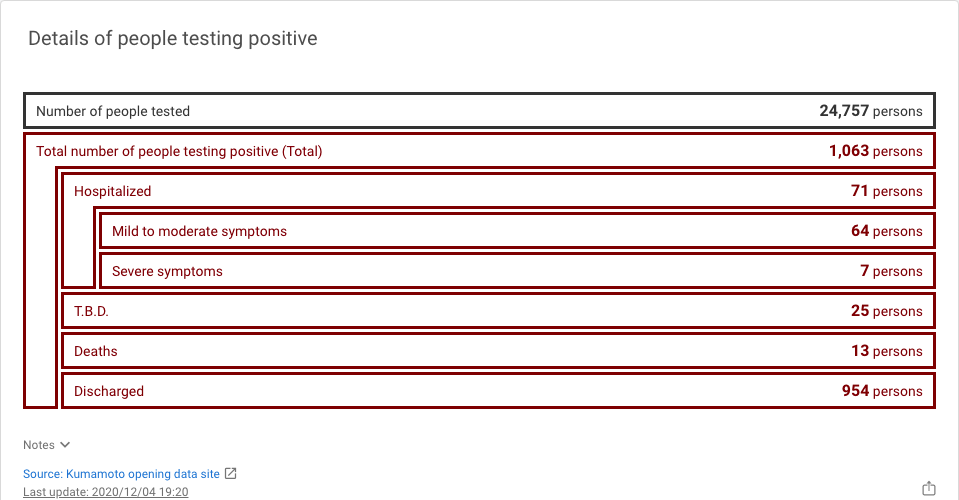 Details of people testing positive
Number of people tested 24,757 persons
Total number of people testing positive (Total) 1,063 persons
Hospitalized 71 persons
Mild to moderate symptoms 64 persons
Severe symptoms 7 persons
T.B.D. 25 persons
Deaths 13 persons
Discharged 954 persons
Notes
Source: Kumamoto opening data site
Last update: 2020/12/04 19:20